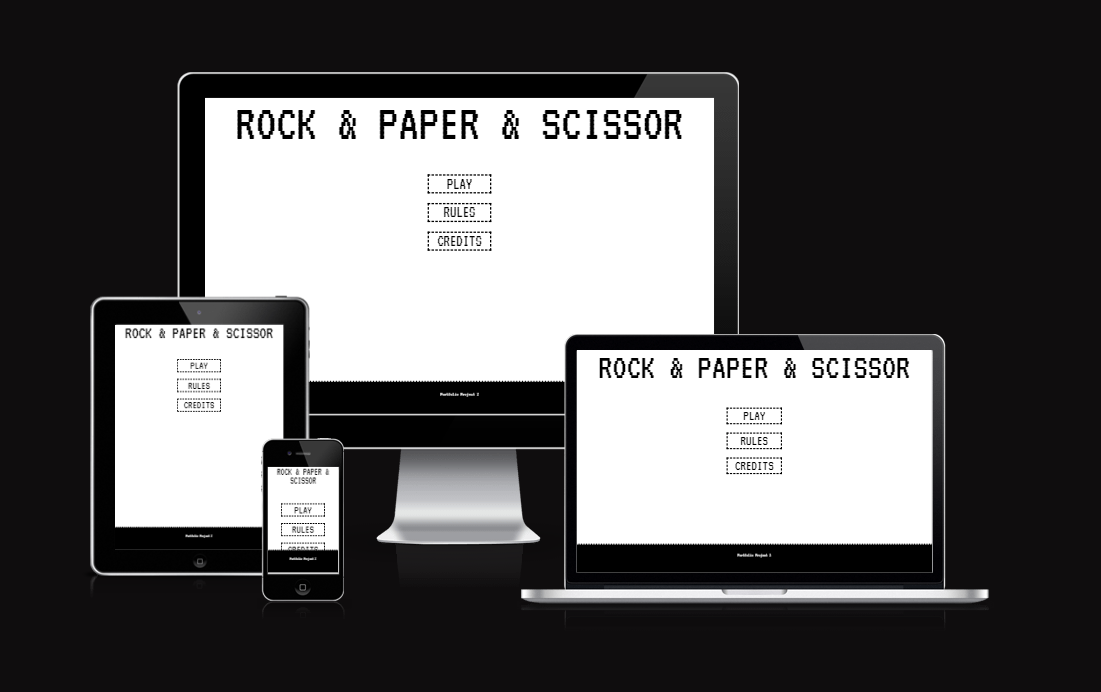 ROCK & PAPER & SCISSOR
PLAY
RULES
CREDITS
Portfolio Project 2
ROCK & PAPER & SCISSOR
PLAY
RULES
CREDITS
Portfolio Project 2
ROCK & PAPER &
SCISSOR
PLAY
RULES
CREDITS
Portfolio Project 2
ROCK & PAPER & SCISSOR
PLAY
RULES
CREDITS
Portfolio Project 2